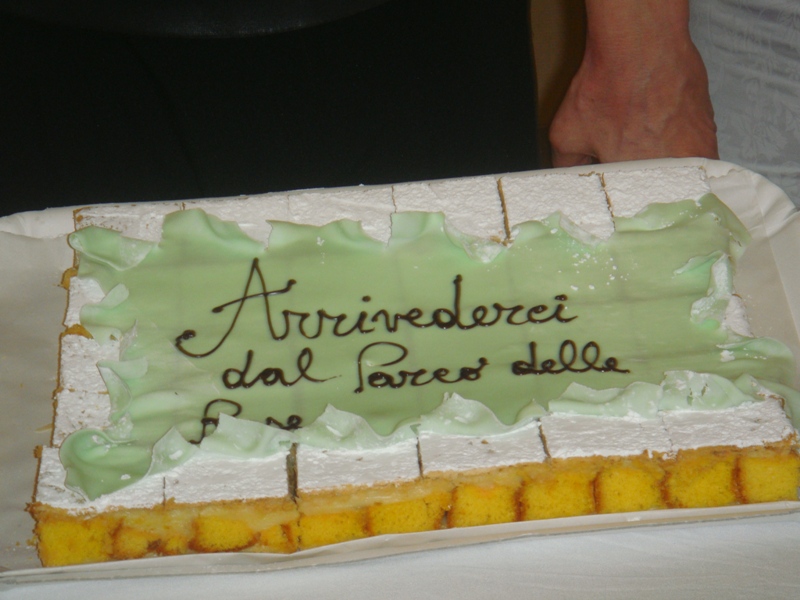 Arrivederci
dal Parco delle